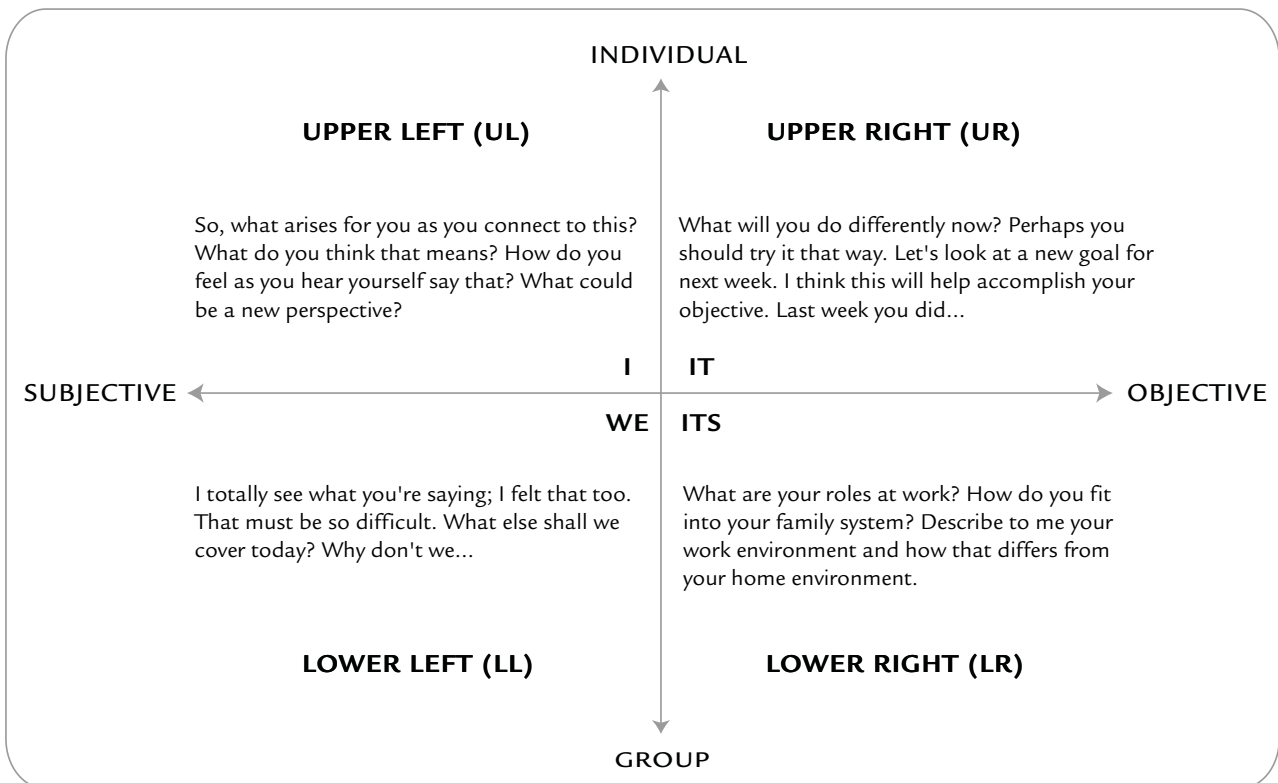 INDIVIDUAL
UPPER LEFT (UL)
UPPER RIGHT (UR)
So, what arises for you as you connect to this?
What do you think that means? How do you
feel as you hear yourself say that? What could
be a new perspective?
What will you do differently now? Perhaps you
should try it that way. Let's look at a new goal for
next week. I think this will help accomplish your
objective. Last week you did...
I
IT
SUBJECTIVE
OBJECTIVE
WE
ITS
I totally see what you're saying; I felt that too.
That must be so difficult. What else shall we
cover today? Why don't we...
What are your roles at work? How do you fit
into your family system? Describe to me your
work environment and how that differs from
your home environment.
LOWER LEFT (LL)
LOWER RIGHT (LR)
GROUP